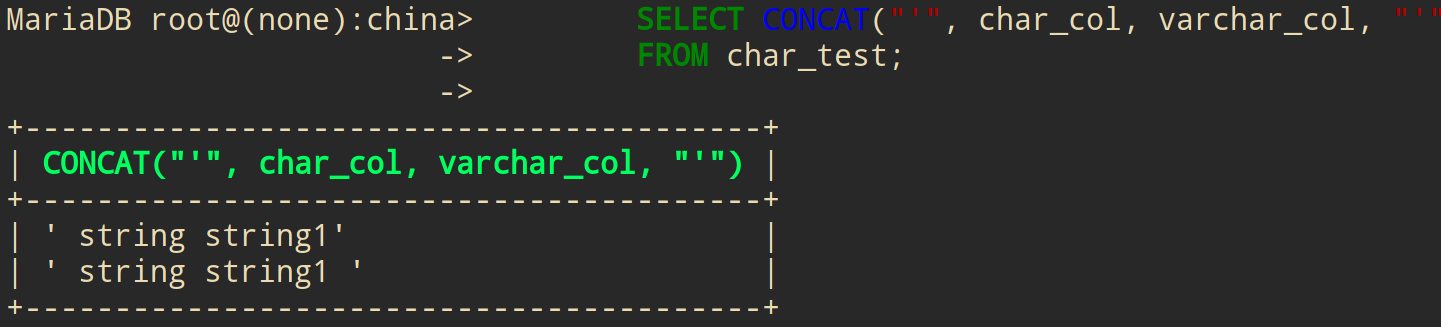 MariaDB root@(none):china>         SELECT CONCAT("'", char_col, varchar_col, "'"
                        ->         FROM char_test;
                        ->
+-----------------------------------------+
| CONCAT("'", char_col, varchar_col, "'") |
+-----------------------------------------+
| ' string string1'                       |
| ' string string1 '                      |
+-----------------------------------------+